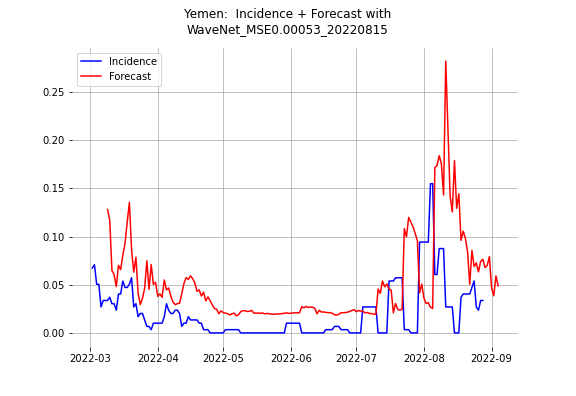 Yemen:  Incidence + Forecast with
WaveNet_MSE0.00053_20220815
Incidence
Forecast
0.25
0.20
0.15
0.10
0.05
0.00
2022-03 2022-04 2022-05 2022-06 2022-07 2022-08 2022-09